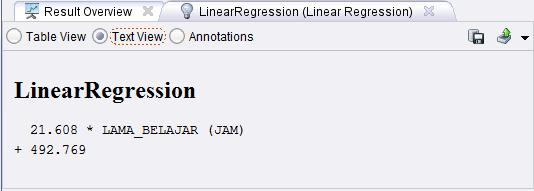 Result Overview LinearRegression (Linear Regression)
Table View Text View Annotations
LinearRegression
21.608 * LAMA_BELAJAR (JAM)
+ 492.769